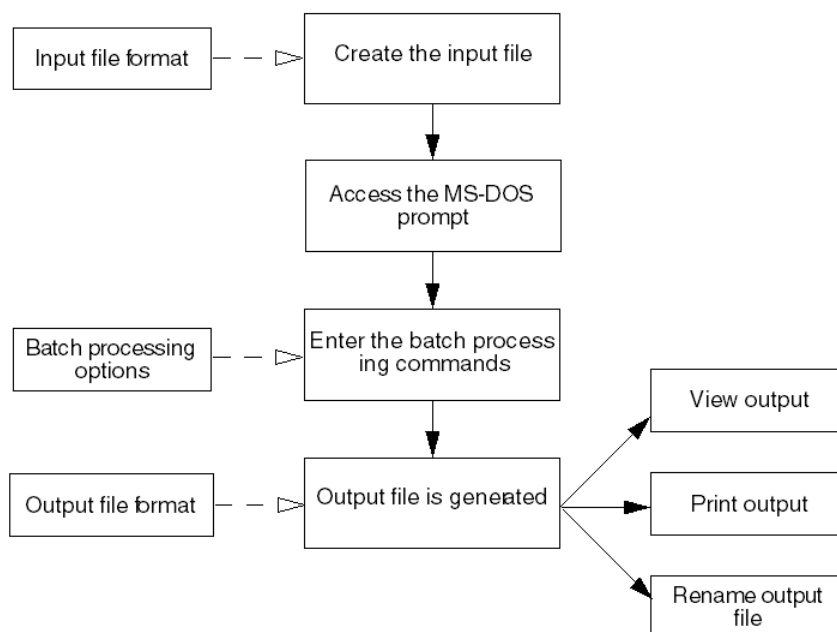 Input file format
Create the input file
Access the MS-DOS
prompt
Batch processing
options
Enter the batch process
ing commands
View output
Output file format
Output file is generated
Print output
Rename output
file